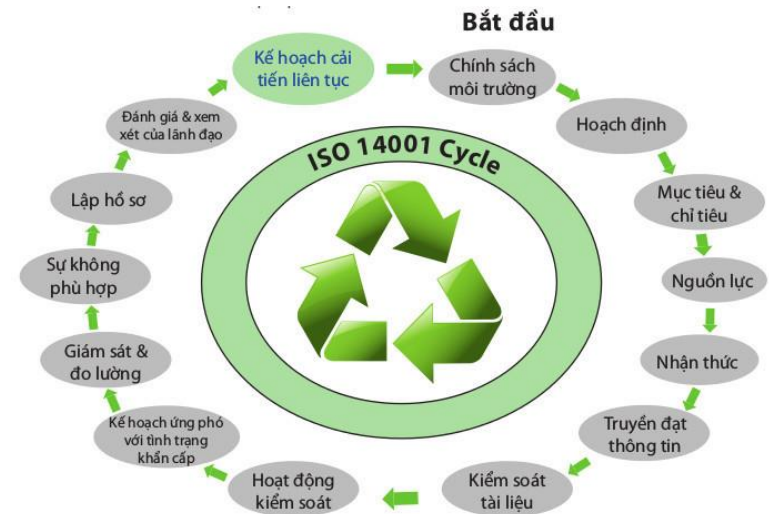 Bắt đầu
Kế hoạch cải
tiến liên tục
Chính sách
môi trường
Hoạch định
Mục tiêu &
chỉ tiêu
Nguồn lực
Nhận thức
Truyền đạt
thông tin
Kiểm soát
tài liệu
Hoạt động
kiểm soát
Kế hoạch ứng phó
với tình trạng
khẩn cấp
Giám sát &
đo lường
Sự không
phù hợp
Lập hồ sơ
Đánh giá & xem
xét của lãnh đạo
ISO 14001 Cycle